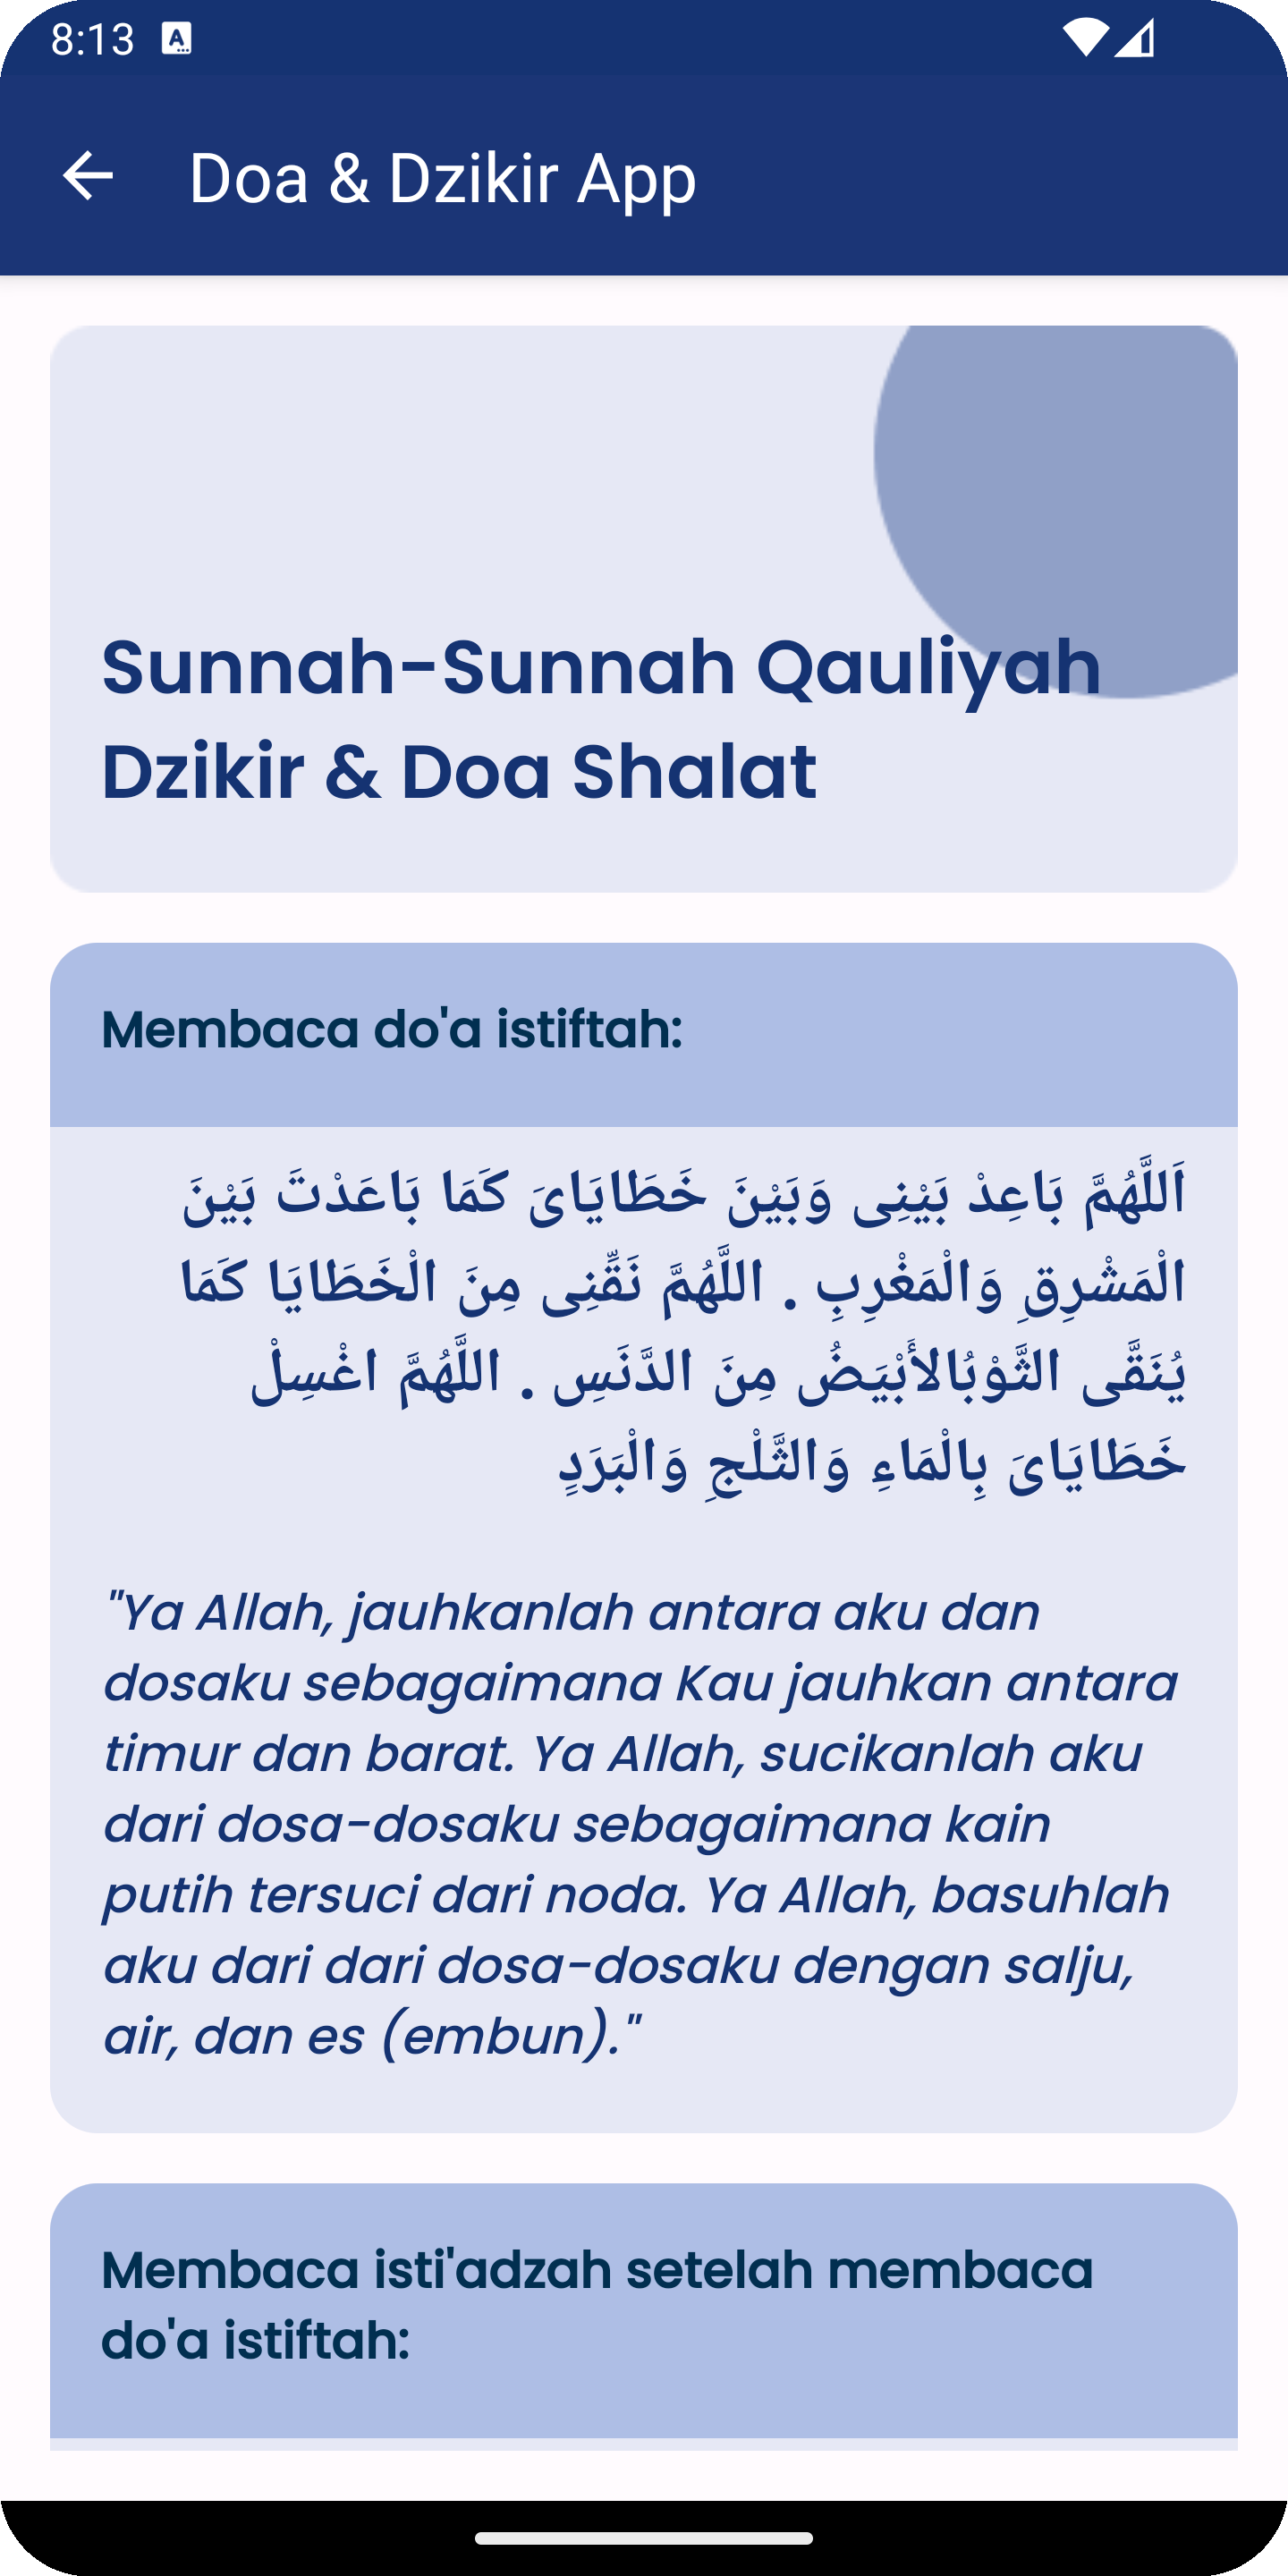 8:13
Doa & Dzikir App
Sunnah-Sunnah Qauliyah
Dzikir & Doa Shalat
Membaca do'a istiftah:
اَللَّهُمَّ بَاعِدْ بَيْنِى وَبَيْنَ خَطَايَاىَ كَمَا بَاعَدْتَ بَيْنَ
الْمَشْرِقِ وَالْمَغْرِبِ . اللَّهُمَّ نَقِّنِى مِنَ الْخَطَايَا كَمَا
يُنَقَّى الثَّوْبُالأَبْيَضُ مِنَ الدَّنَسِ . اللَّهُمَّ اغْسِلْ
خَطَايَاىَ بِالْمَاءِ وَالثَّلْجِ وَالْبَرَدِ
"Ya Allah, jauhkanlah antara aku dan
dosaku sebagaimana Kau jauhkan antara
timur dan barat. Ya Allah, sucikanlah aku
dari dosa-dosaku sebagaimana kain
putih tersuci dari noda. Ya Allah, basuhlah
aku dari dari dosa-dosaku dengan salju,
air, dan es (embun)."
Membaca isti'adzah setelah membaca
do'a istiftah: